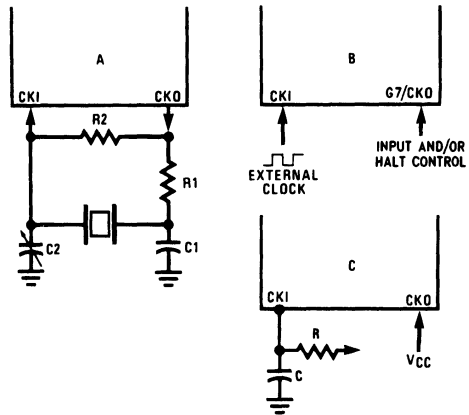 A
CKI
CKO
R2
R1
C2
C1
B
CKI
G7/CKO
EXTERNAL
CLOCK
INPUT AND/OR
HALT CONTROL
C
CKI
CKO
R
C
VCC